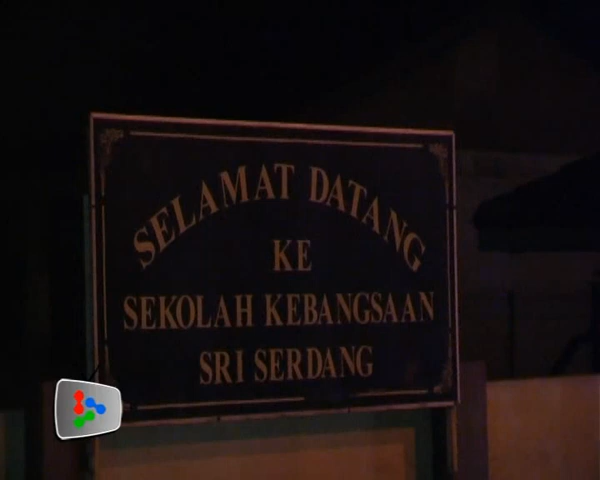 SELAMAT DATANG
KE
SEKOLAH KEBANGSAAN
SRI SERDANG